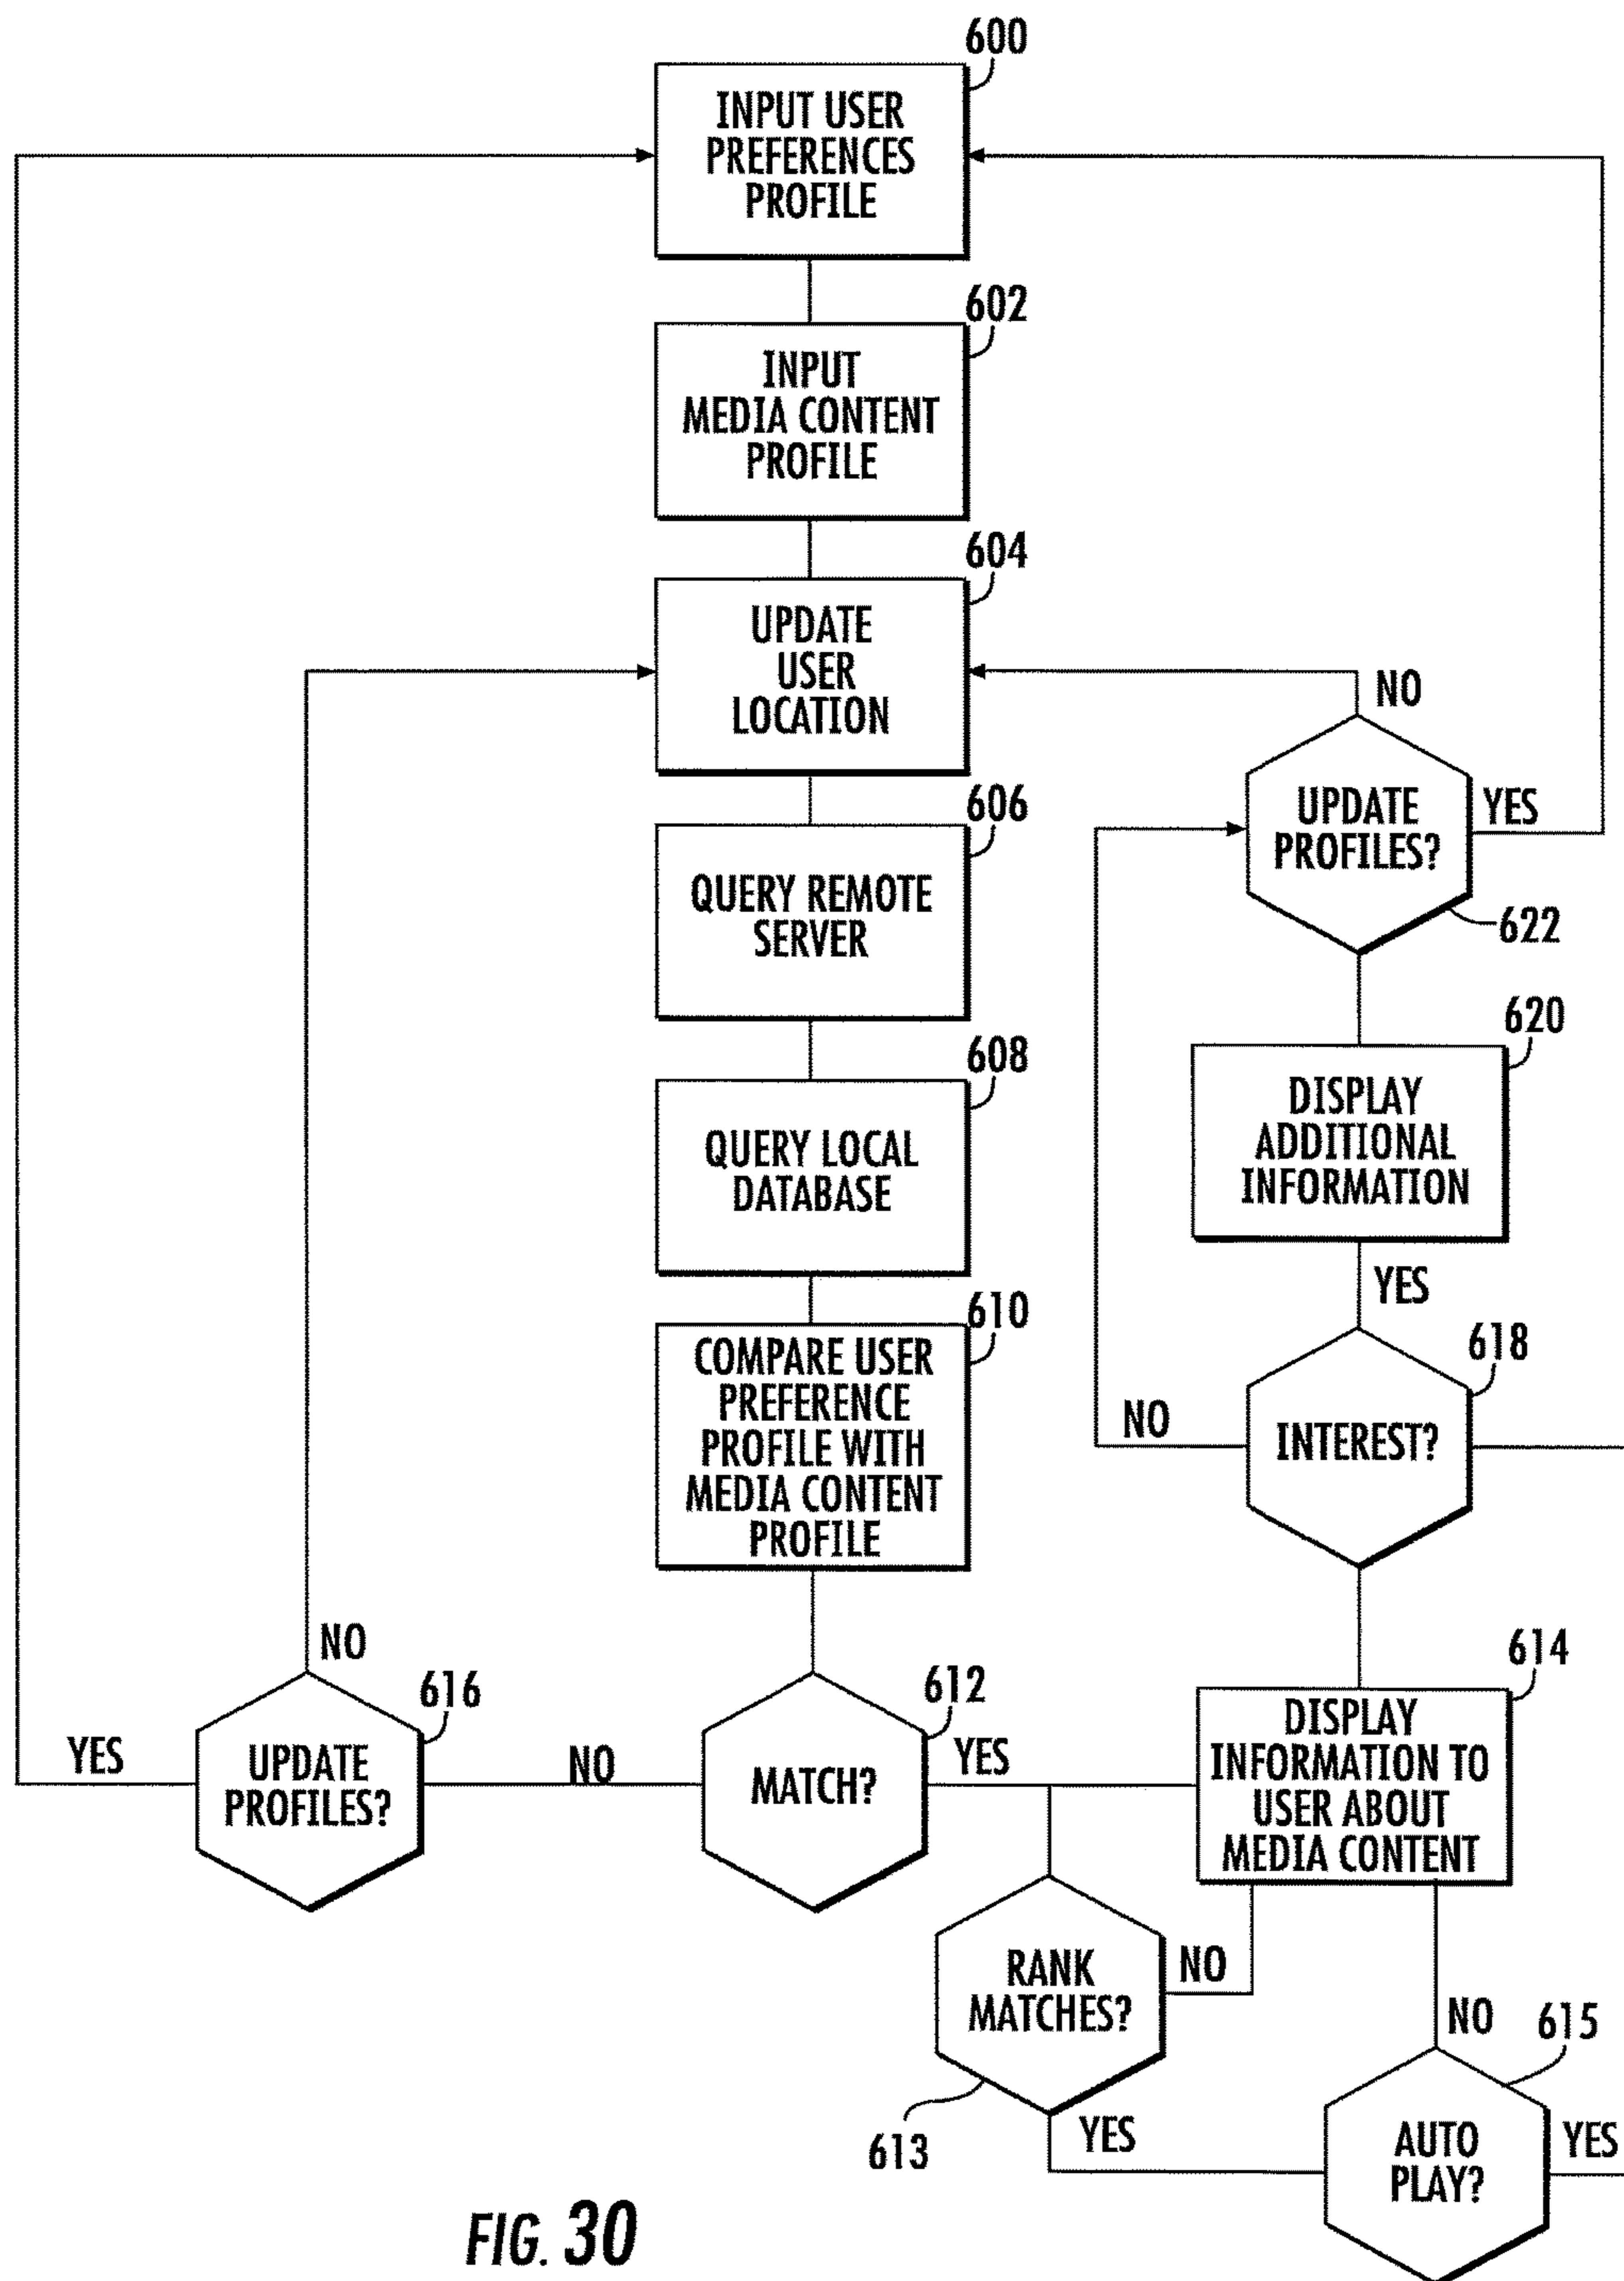 600
INPUT USER
PREFERENCES
PROFILE
602
INPUT
MEDIA CONTENT
PROFILE
604
UPDATE
USER
LOCATION
NO
606
UPDATE
PROFILES?
YES
622
QUERY REMOTE
SERVER
620
DISPLAY
ADDITIONAL
INFORMATION
608
QUERY LOCAL
DATABASE
YES
610
COMPARE USER
PREFERENCE
PROFILE WITH
MEDIA CONTENT
PROFILE
618
INTEREST?
NO
NO
616
UPDATE
PROFILES?
YES
NO
612
MATCH?
YES
614
DISPLAY
INFORMATION TO
USER ABOUT
MEDIA CONTENT
RANK
MATCHES?
NO
613
YES
NO
615
AUTO
PLAY?
YES
FIG. 30